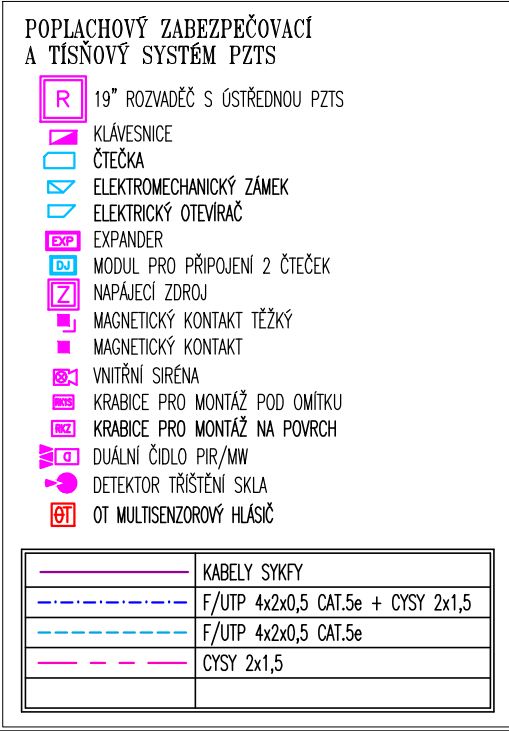 POPLACHOVÝ ZABEZPEČOVACÍ
A TÍSŇOVÝ SYSTÉM PZTS
R 19" ROZVADĚČ S ÚSTŘEDNOU PZTS
KLÁVESNICE
ČTEČKA
ELEKTROMECHANICKÝ ZÁMEK
ELEKTRICKÝ OTEVÍRAČ
EXP EXPANDER
DJ MODUL PRO PŘIPOJENÍ 2 ČTEČEK
Z NAPÁJECÍ ZDROJ
MAGNETICKÝ KONTAKT TĚŽKÝ
MAGNETICKÝ KONTAKT
VNITŘNÍ SIRÉNA
KRABICE PRO MONTÁŽ POD OMÍTKU
RKZ KRABICE PRO MONTÁŽ NA POVRCH
DUÁLNÍ ČIDLO PIR/MW
DETEKTOR TŘÍŠTĚNÍ SKLA
OT OT MULTISENZOROVÝ HLÁSIČ
KABELY SYKFY
F/UTP 4x2x0,5 CAT.5e + CYSY 2x1,5
F/UTP 4x2x0,5 CAT.5e
CYSY 2x1,5